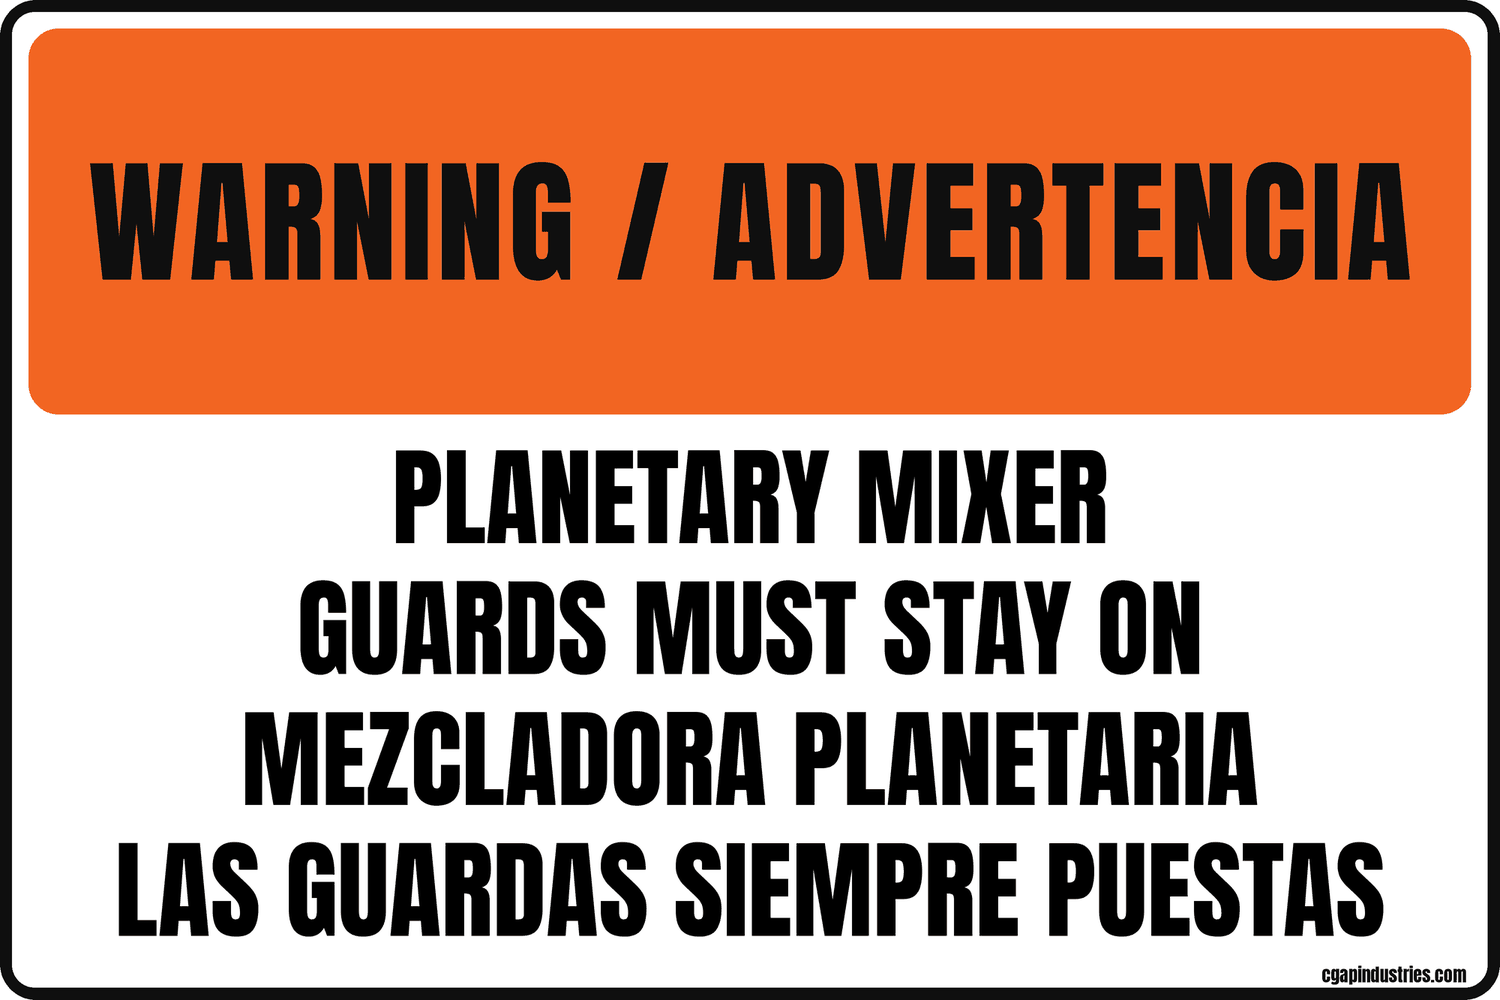 WARNING / ADVERTENCIA
PLANETARY MIXER
GUARDS MUST STAY ON
MEZCLADORA PLANETARIA
LAS GUARDAS SIEMPRE PUESTAS
cgapindustries.com